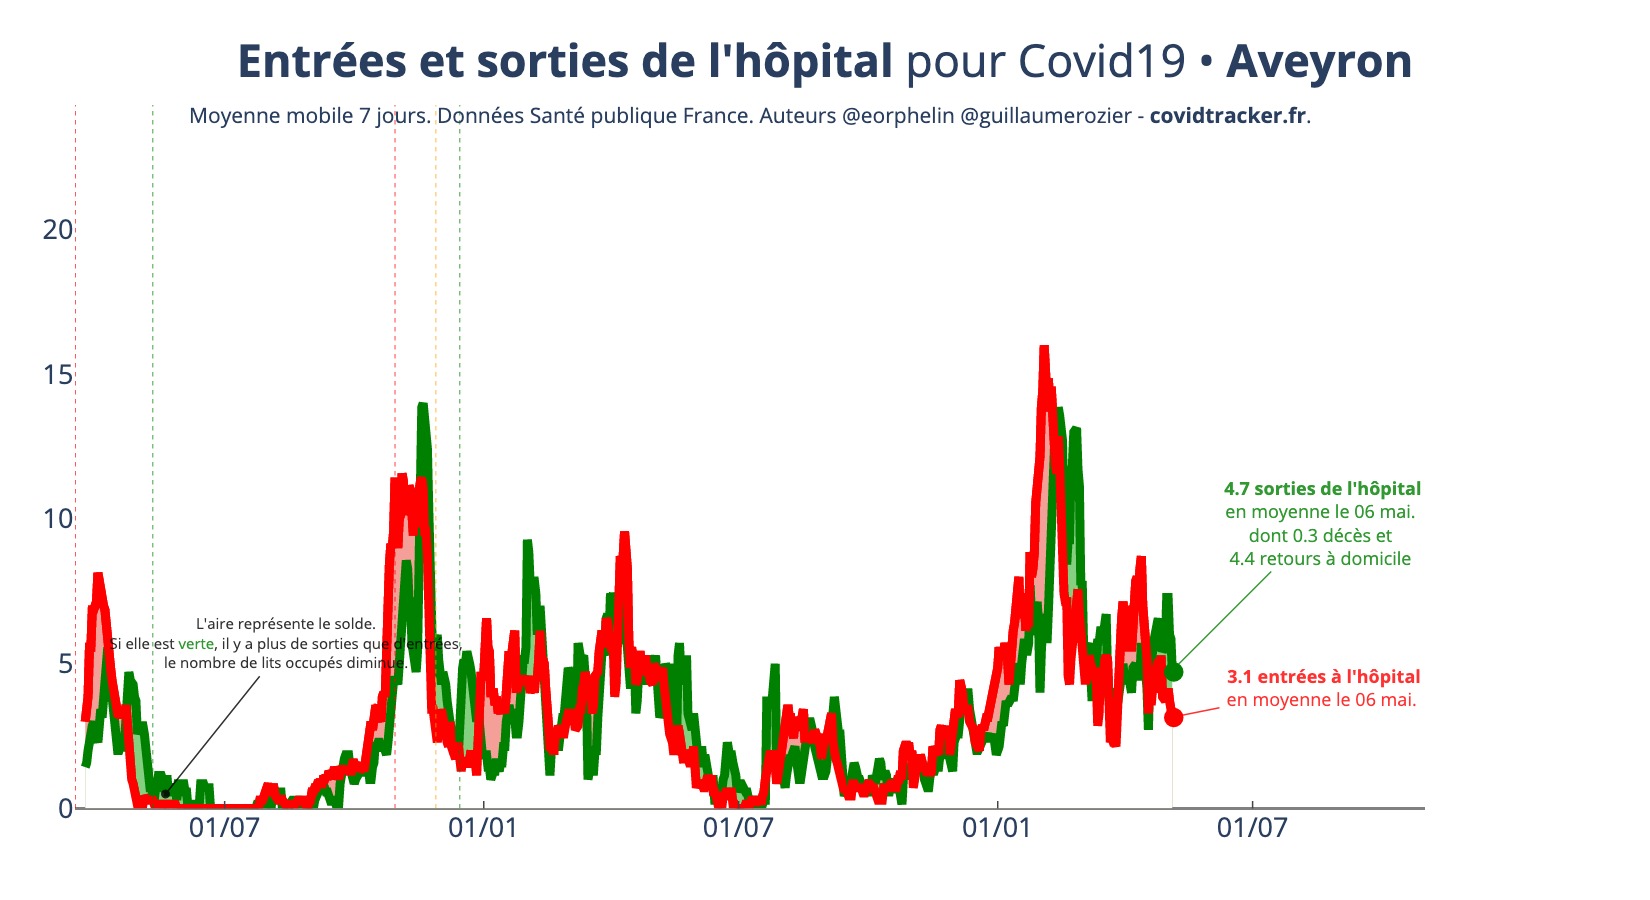 Entrées et sorties de l'hôpital pour Covid19 • Aveyron
Moyenne mobile 7 jours. Données Santé publique France. Auteurs @eorphelin @guillaumerozier - covidtracker.fr.
20
15
10
5
0
L'aire représente le solde.
Si elle est verte, il y a plus de sorties que d'entrées,
le nombre de lits occupés diminue.
4.7 sorties de l'hôpital
en moyenne le 06 mai.
dont 0.3 décès et
4.4 retours à domicile
3.1 entrées à l'hôpital
en moyenne le 06 mai.
01/07
01/01
01/07
01/01
01/07